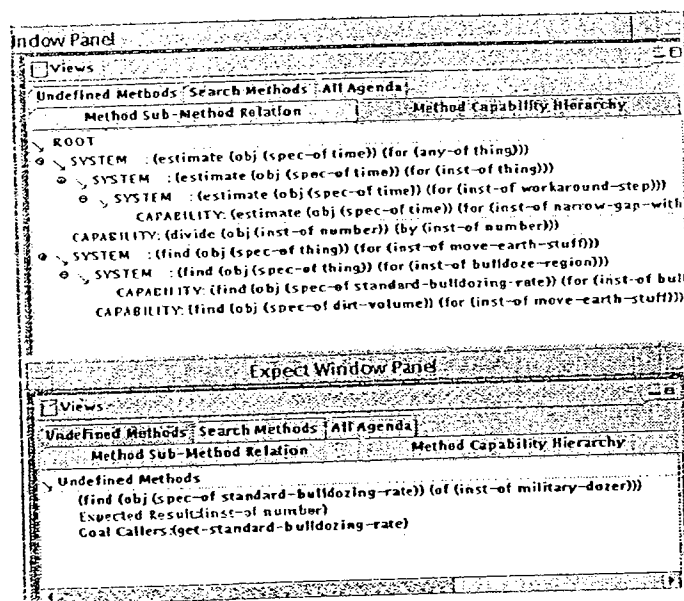 ndow Panel
Views
Undefined Methods Search Methods All Agenda
Method Sub-Method Relation Method Capability Hierarchy
ROOT
SYSTEM : (estimate (obj (spec-of time)) (for (any-of thing)))
SYSTEM : (estimate (obj (spec-of time)) (for (inst-of thing)))
SYSTEM : (estimate (obj (spec-of time)) (for (inst-of workaround-step)))
CAPABILITY: (estimate (obj (spec-of time)) (for (inst-of narrow-gap-with
CAPABILITY: (divide (obj (inst-of number)) (by (inst-of number)))
SYSTEM : (find (obj (spec-of thing)) (for (inst-of move-earth-stuff)))
SYSTEM : (find (obj (spec-of thing)) (for (inst-of bulldoze-region)))
CAPABILITY: (find (obj (spec-of standard-bulldozing-rate)) (for (inst-of bul
CAPABILITY: (find (obj (spec-of dirt-volume)) (for (inst-of move-earth-stuff)))
Expect Window Panel
Views
Undefined Methods Search Methods All Agenda
Method Sub-Method Relation Method Capability Hierarchy
Undefined Methods
(find (obj (spec-of standard-bulldozing-rate)) (of (inst-of military-dozer)))
Expected Result:(inst-of number)
Goal Callers:(get-standard-bulldozing-rate)